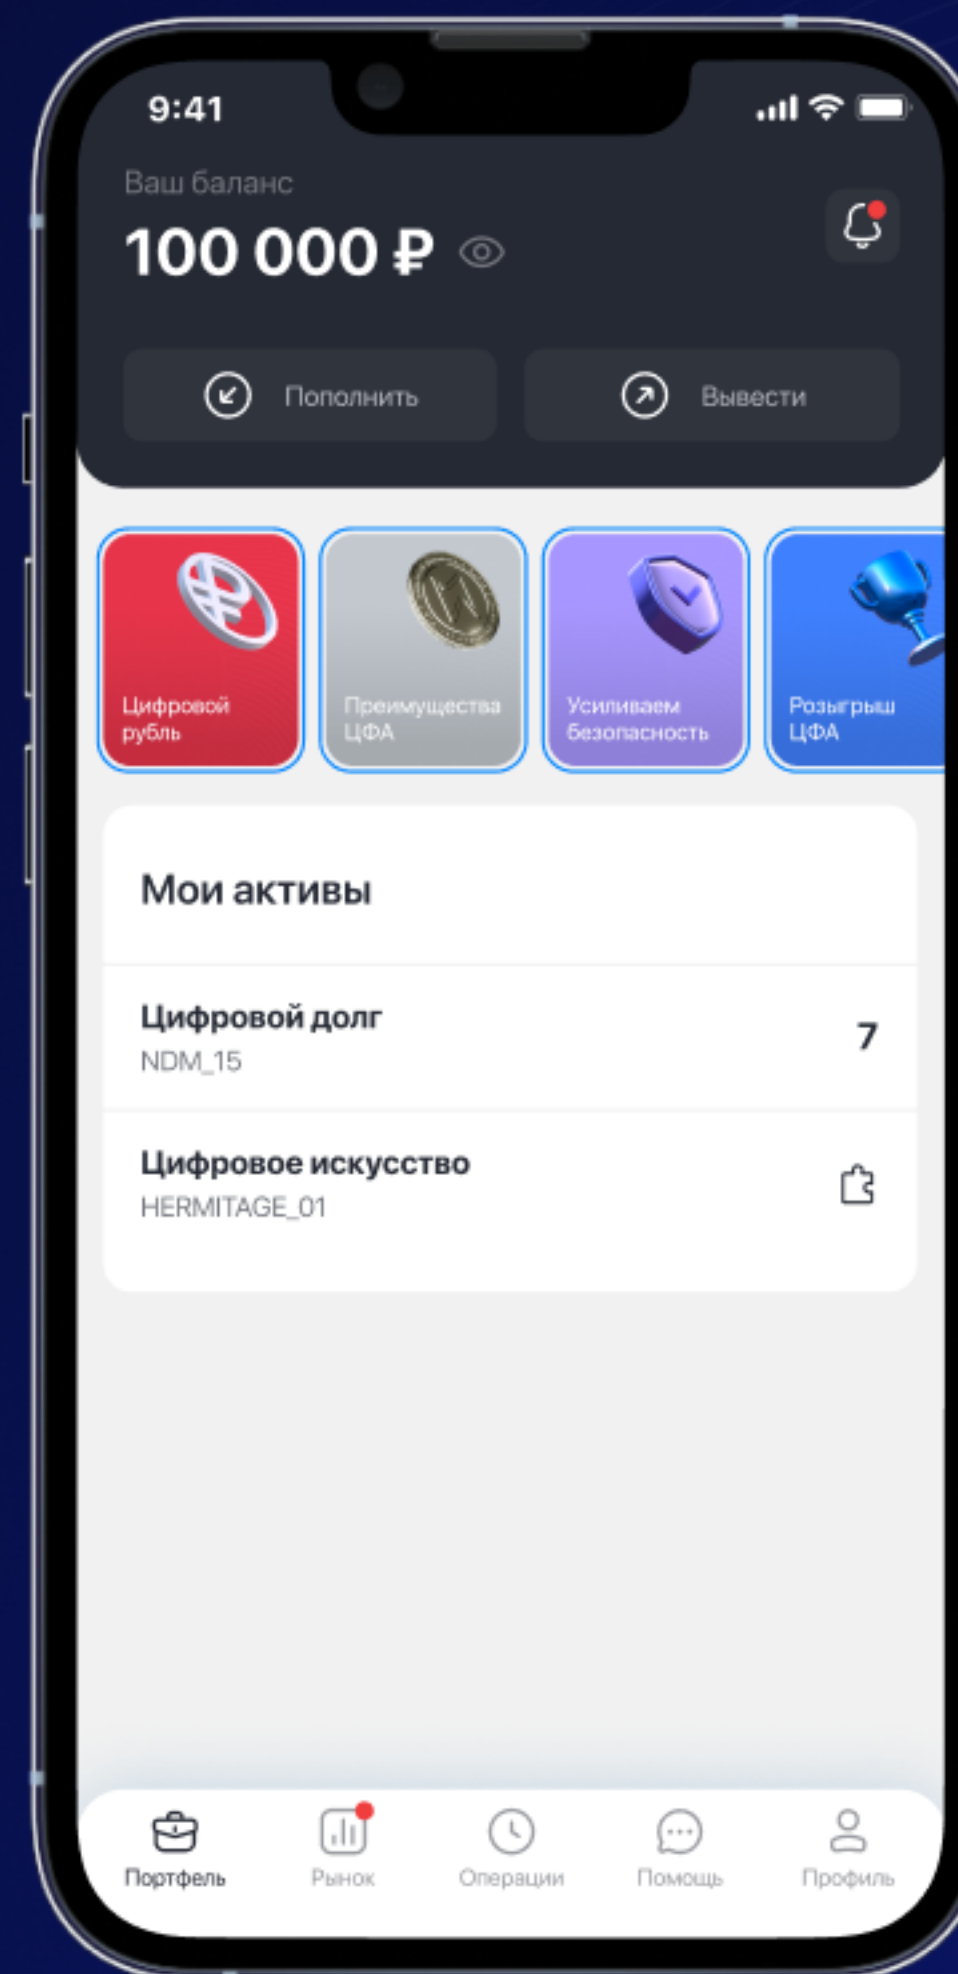 9:41
Ваш баланс
100 000 ₽
Пополнить
Вывести
Цифровой
рубль
Преимущества
ЦФА
Усиливаем
безопасность
Розыгрыш
ЦФА
Мои активы
Цифровой долг
7
NDM_15
Цифровое искусство
HERMITAGE_01
Портфель
Рынок
Операции
Помощь
Профиль